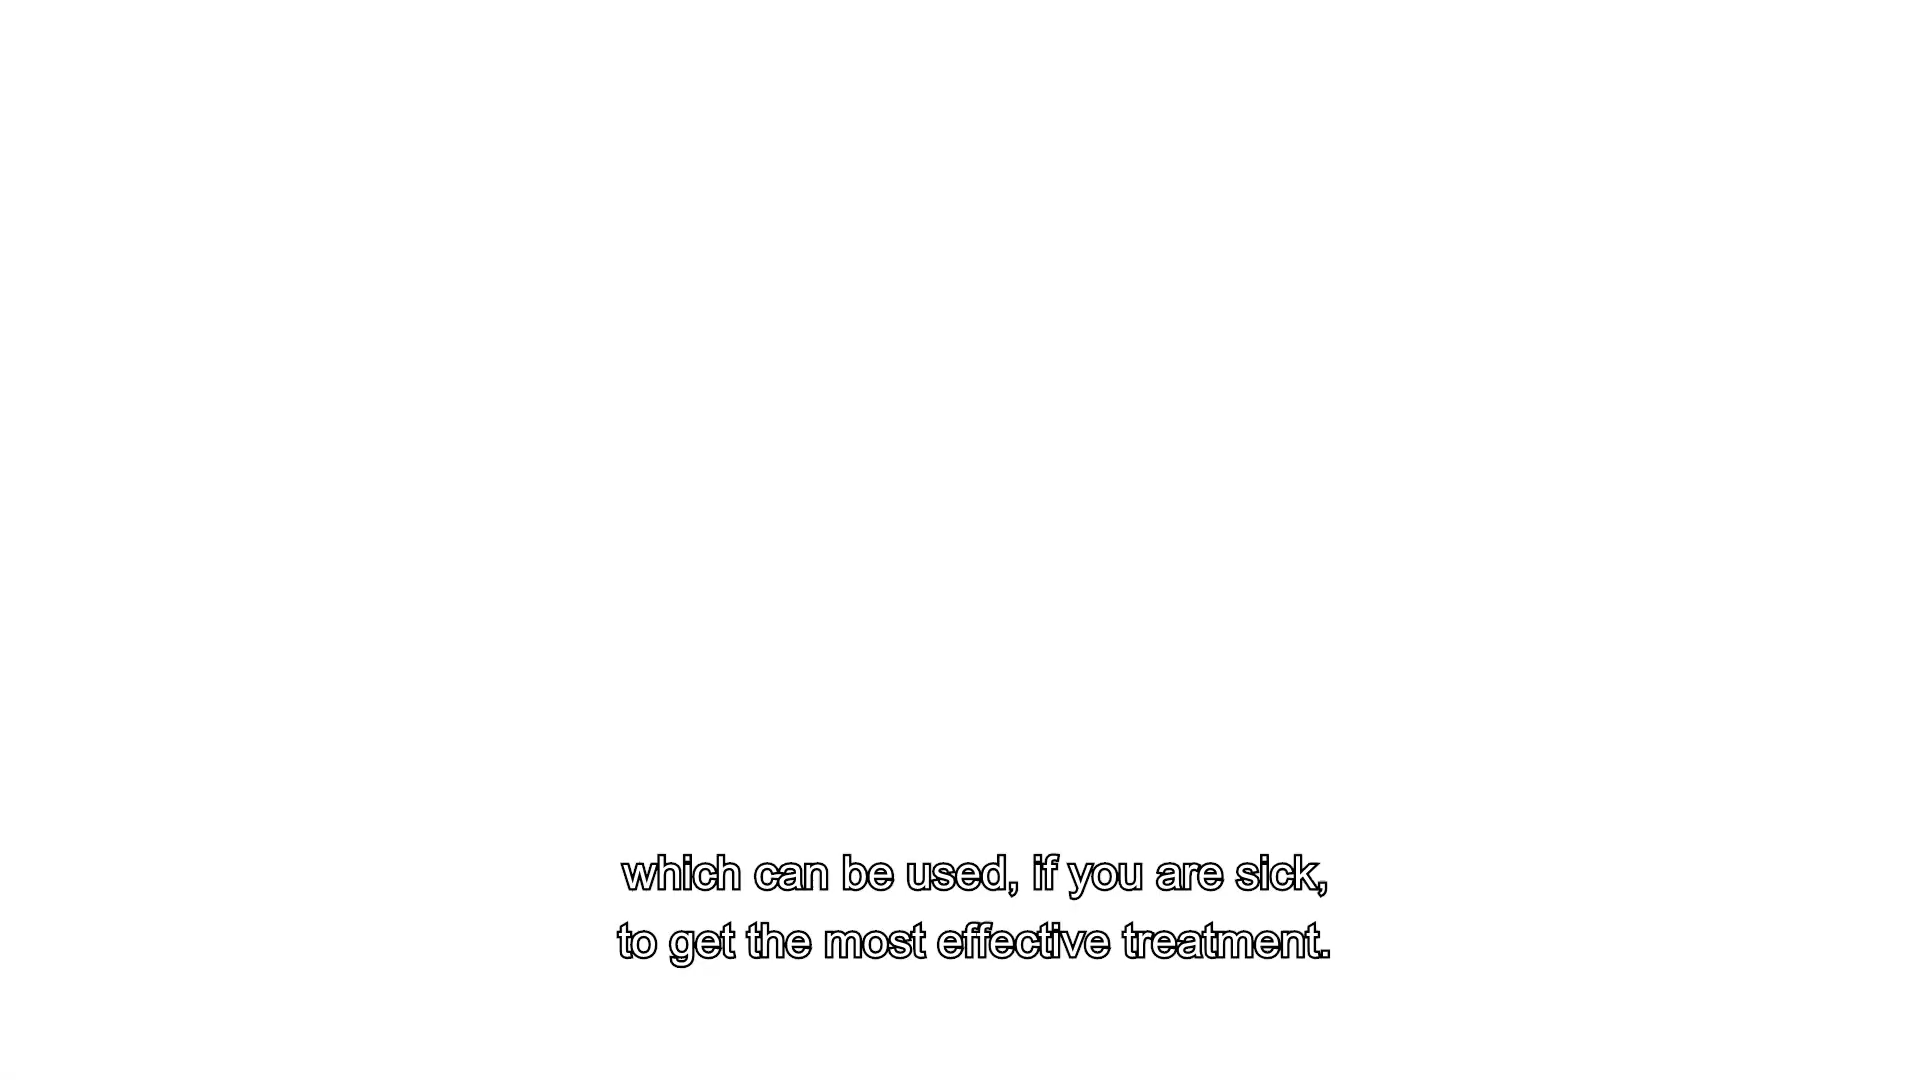 which can be used, if you are sick,
to get the most effective treatment.